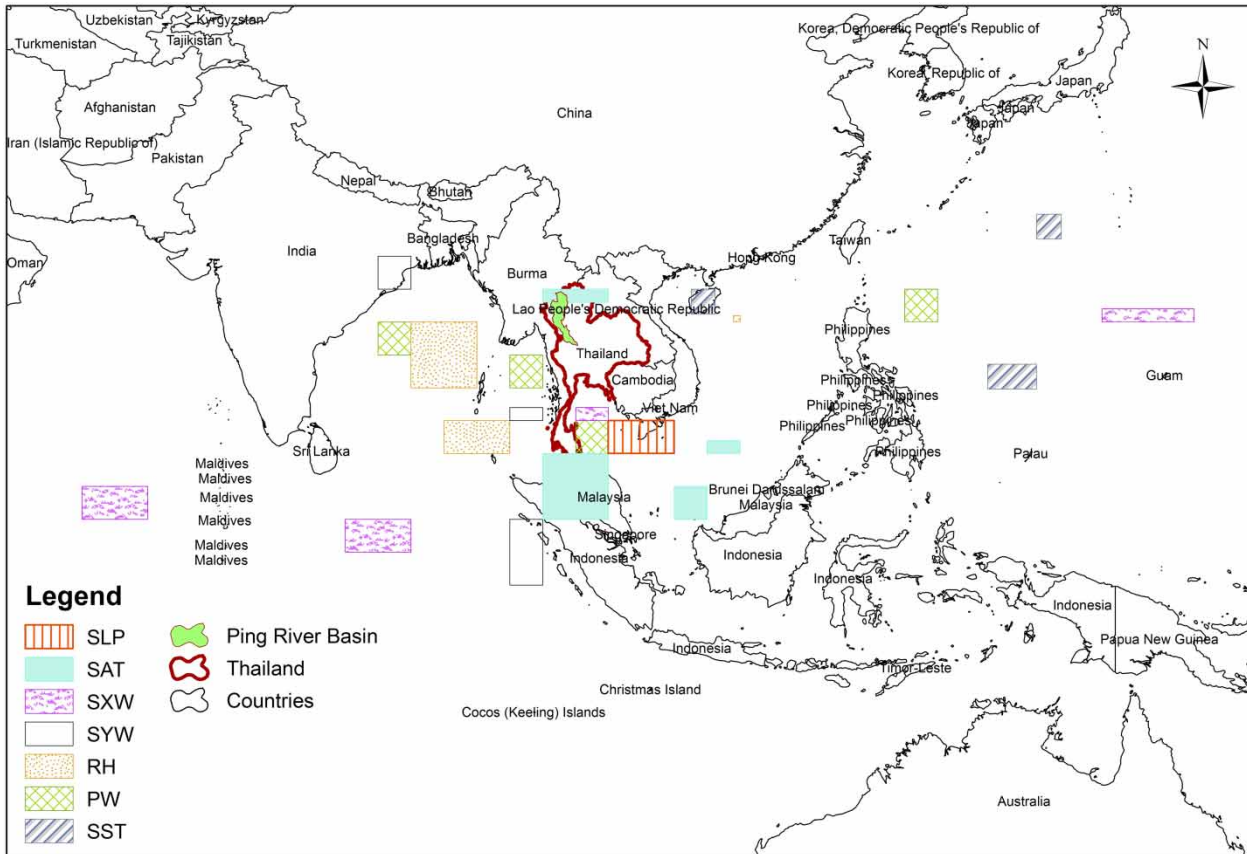 Uzbekistan
Kyrgyzstan
Turkmenistan
Tajikistan
Korea, Democratic People's Republic of
N
Korea, Republic of
Japan
Afghanistan
Japan
China
Japan
Iran (Islamic Republic of)
Pakistan
Nepal
Bhutan
Bangladesh
Taiwan
India
Hong Kong
Oman
Burma
Lao People's Democratic Republic
Philippines
Thailand
Cambodia
Philippines
Guam
Philippines
Viet Nam
Philippines
Philippines
Philippines
Sri Lanka
Philippines
Palau
Maldives
Maldives
Maldives
Malaysia
Brunei Darussalam
Malaysia
Maldives
Singapore
Maldives
Maldives
Indonesia
Indonesia
Indonesia
Indonesia
Papua New Guinea
Indonesia
Timor-Leste
Christmas Island
Cocos (Keeling) Islands
Australia
Legend
SLP
SAT
SXW
SYW
RH
PW
SST
Ping River Basin
Thailand
Countries